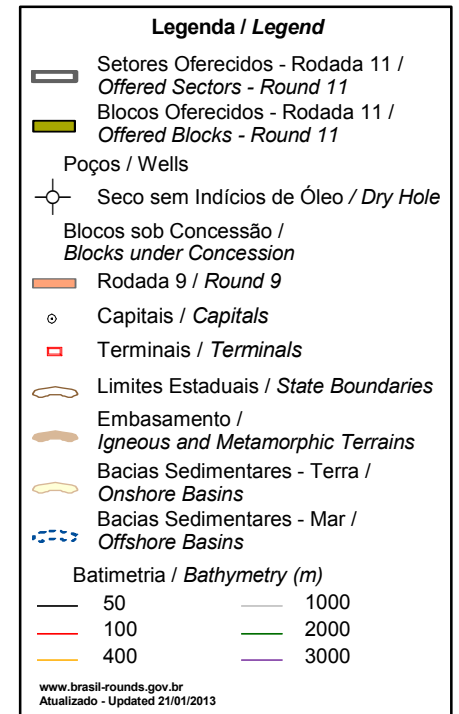 Legenda / Legend
Setores Oferecidos - Rodada 11 /
Offered Sectors - Round 11
Blocos Oferecidos - Rodada 11 /
Offered Blocks - Round 11
Poços / Wells
Seco sem Indícios de Óleo / Dry Hole
Blocos sob Concessão /
Blocks under Concession
Rodada 9 / Round 9
Capitais / Capitals
Terminais / Terminals
Limites Estaduais / State Boundaries
Embasamento /
Igneous and Metamorphic Terrains
Bacias Sedimentares - Terra /
Onshore Basins
Bacias Sedimentares - Mar /
Offshore Basins
Batimetria / Bathymetry (m)
50 1000
100 2000
400 3000
www.brasil-rounds.gov.br
Atualizado - Updated 21/01/2013